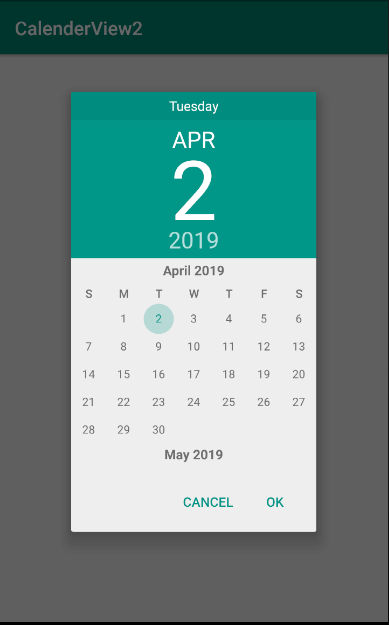 CalenderView2
Tuesday
APR
2
2019
April 2019
S M T W T F S
1 2 3 4 5 6
7 8 9 10 11 12 13
14 15 16 17 18 19 20
21 22 23 24 25 26 27
28 29 30
May 2019
CANCEL OK